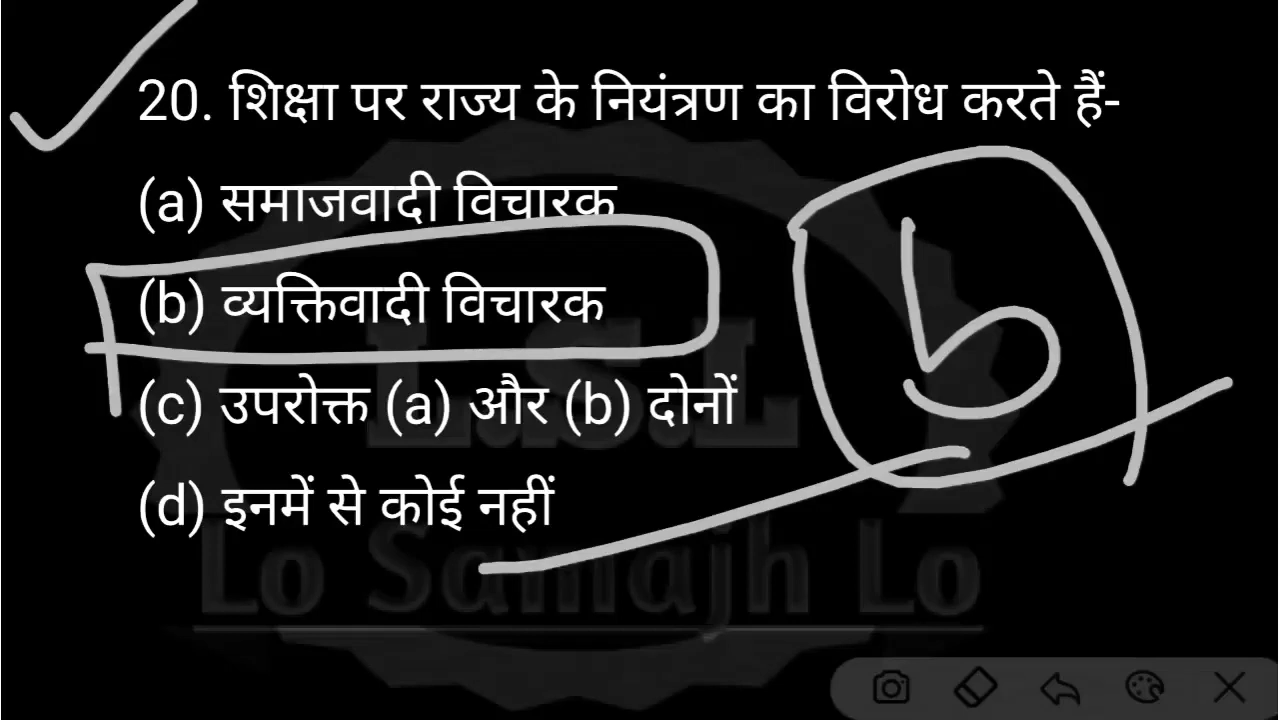 20. शिक्षा पर राज्य के नियंत्रण का विरोध करते हैं-
(a) समाजवादी विचारक
(b) व्यक्तिवादी विचारक
b
(c) उपरोक्त (a) और (b) दोनों
(d) इनमें से कोई नहीं
L.S.L
Lo Samajh Lo